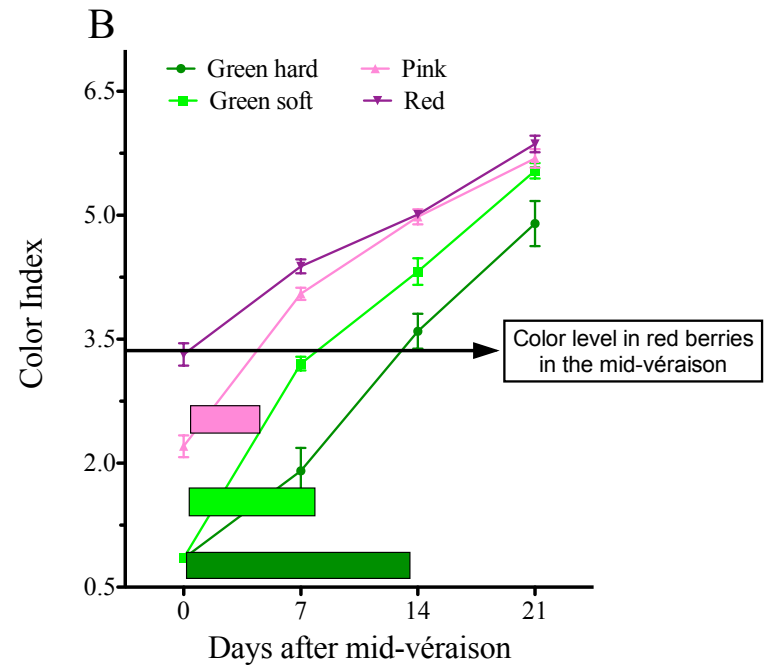 B
Green hard
Pink
Green soft
Red
6.5
5.0
3.5
2.0
0.5
Color Index
Color level in red berries
in the mid-véraison
0 7 14 21
Days after mid-véraison